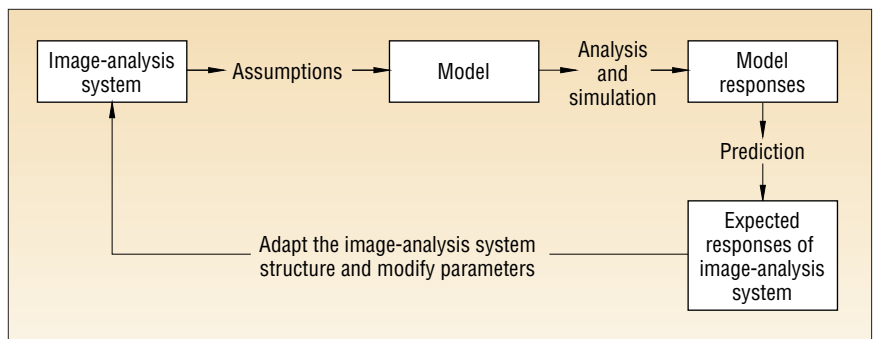 Image-analysis
system
Assumptions
Model
Analysis
and
simulation
Model
responses
Prediction
Expected
responses of
image-analysis
system
Adapt the image-analysis system
structure and modify parameters